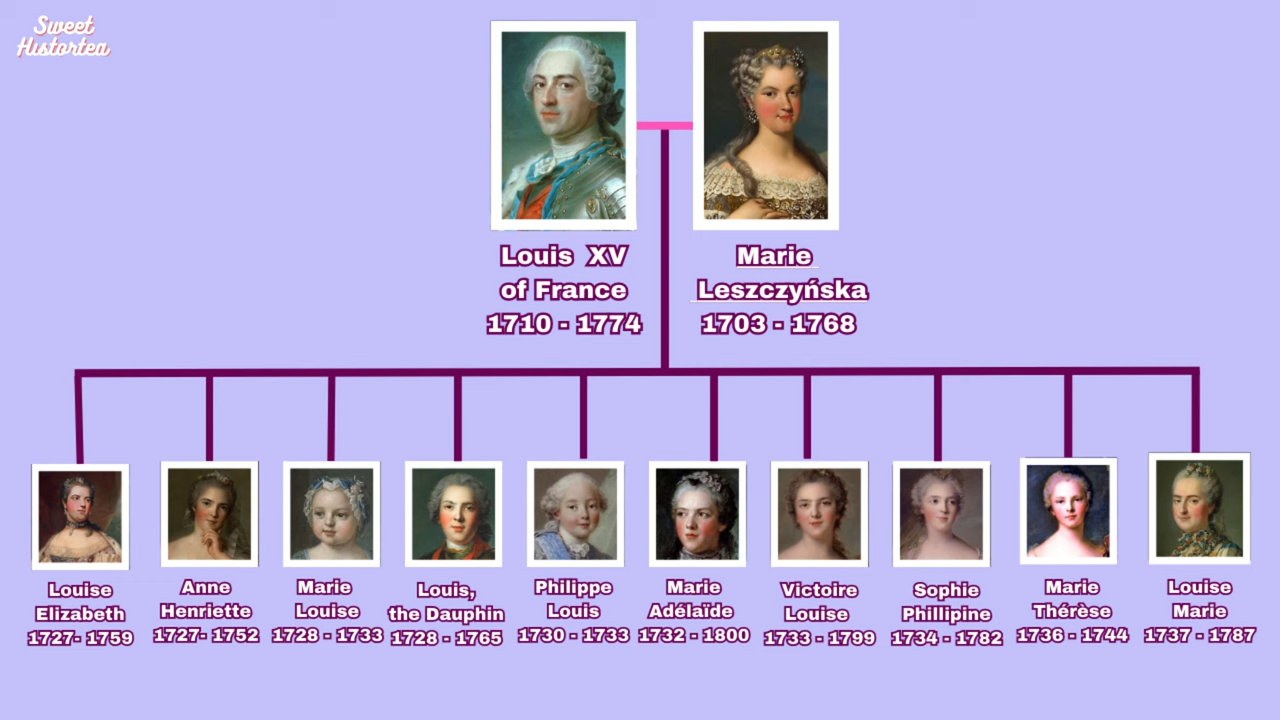 Sweet
Historten
Louis XV
of France
1710 - 1774
Marie
Leszczyńska
1703 - 1768
Louise
Elizabeth
1727- 1759
Anne
Henriette
1727- 1752
Marie
Louise
1728 - 1733
Louis,
the Dauphin
1728 - 1765
Philippe
Louis
1730 - 1733
Marie
Adélaïde
1732 - 1800
Victoire
Louise
1733 - 1799
Sophie
Phillipine
1734 - 1782
Marie
Thérèse
1736 - 1744
Louise
Marie
1737 - 1787